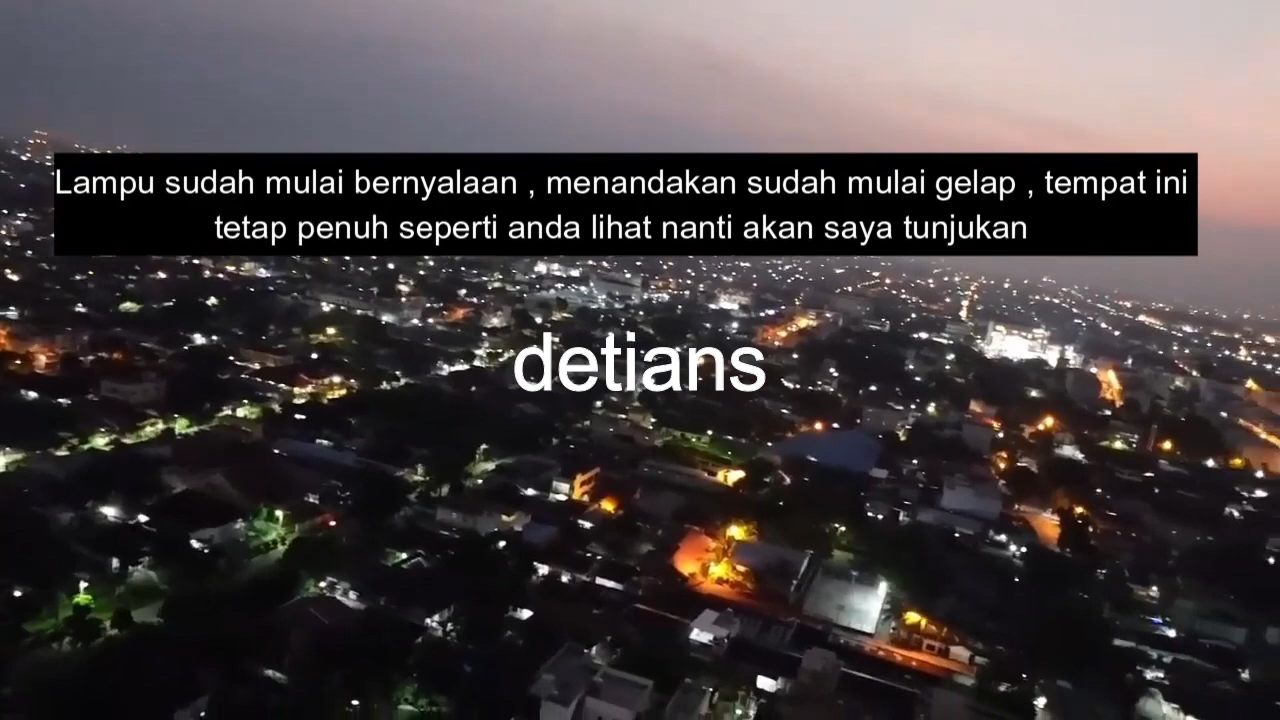 Lampu sudah mulai bernyalaan , menandakan sudah mulai gelap , tempat ini
tetap penuh seperti anda lihat nanti akan saya tunjukan
detians